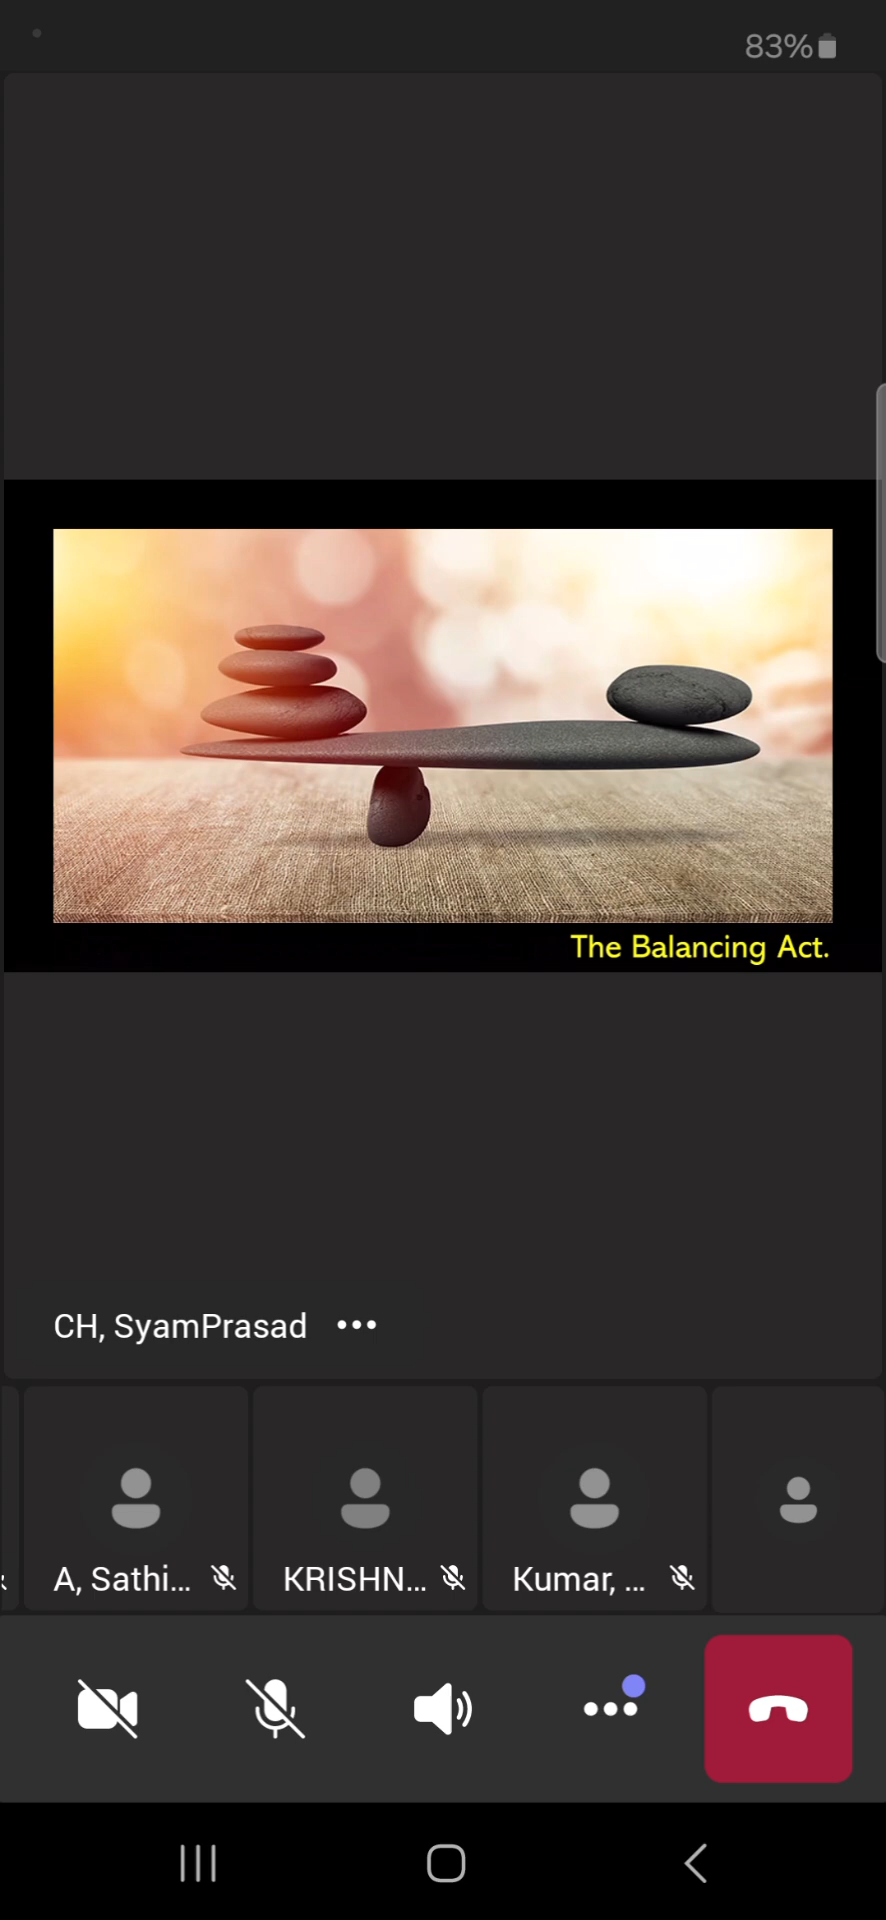 83%
The Balancing Act.
CH, SyamPrasad
A, Sathi...
KRISHN...
Kumar, ...